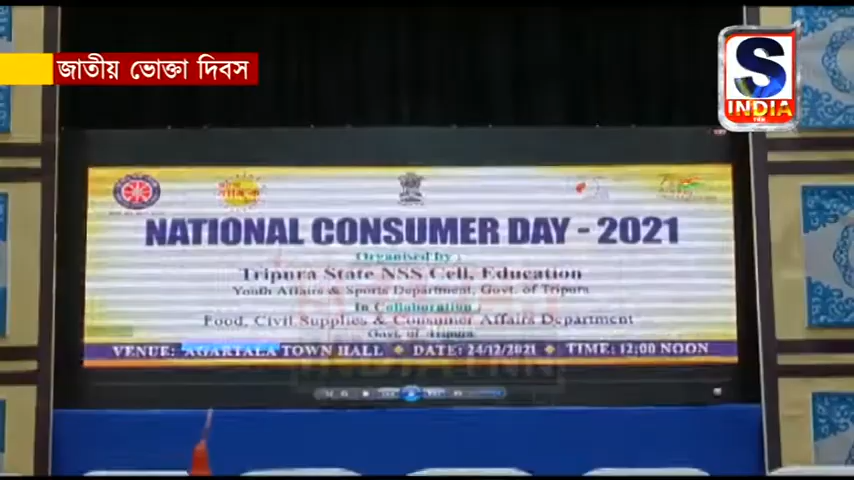 জাতীয় ভোক্তা দিবস
S
INDIA
NATIONAL CONSUMER DAY - 2021
Organised by :
Tripura State NSS Cell, Education
Youth Affairs & Sports Department, Govt. of Tripura
In Collaboration :
Food, Civil Supplies & Consumer Affairs Department
Govt. of Tripura
VENUE: AGARTALA TOWN HALL DATE: 24/12/2021 TIME: 12:00 NOON